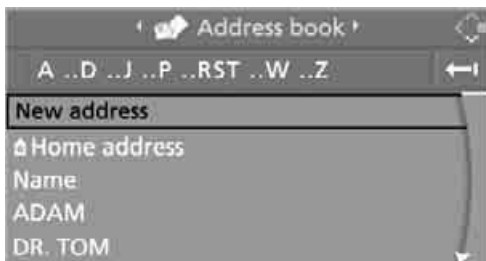 Address book
A ..D ..J ..P ..RST ..W ..Z
New address
Home address
Name
ADAM
DR. TOM